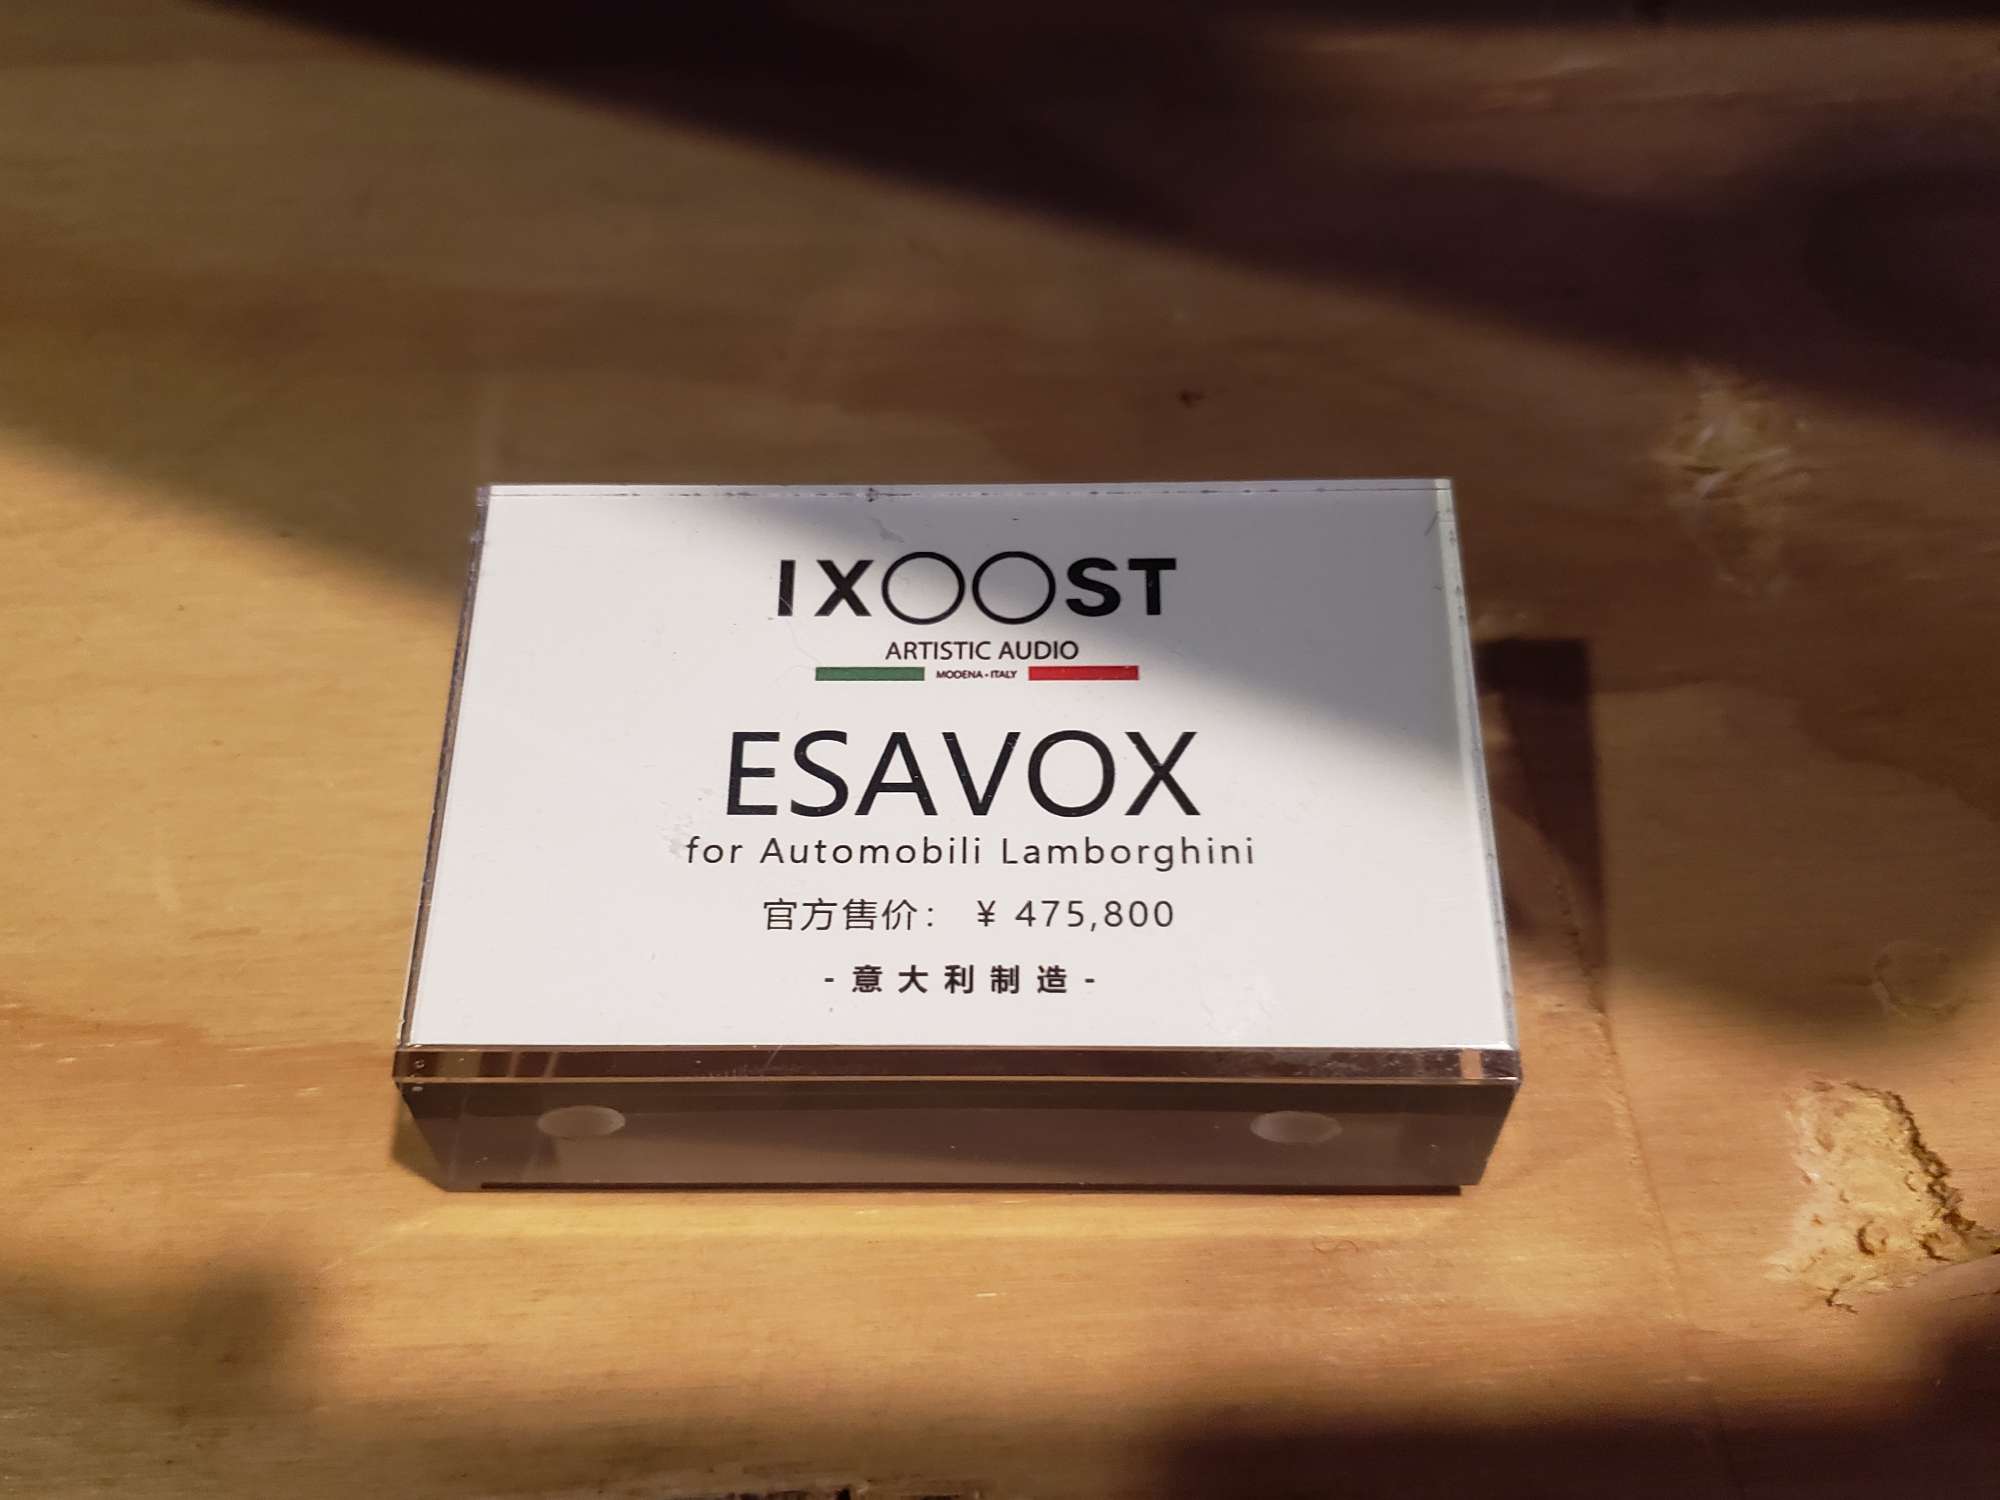 IXOOST
ARTISTIC AUDIO
MODENA • ITALY
ESAVOX
for Automobili Lamborghini
官方售价： ¥ 475,800
- 意大利制造 -